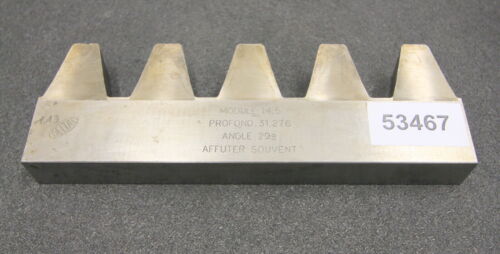 MODULE 14,5
PROFOND. 31.276
ANGLE 29°
AFFUTER SOUVENT
53467